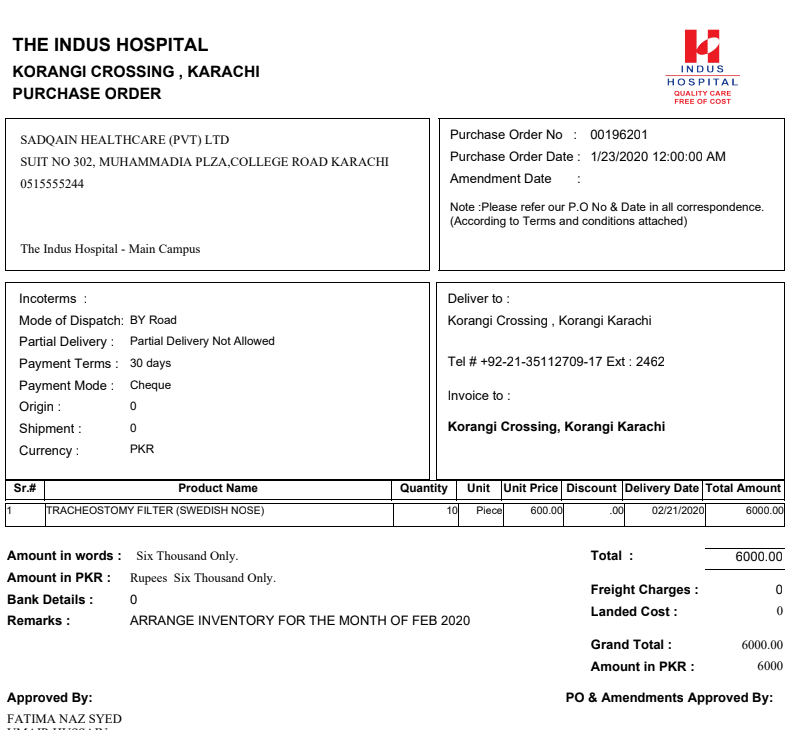 THE INDUS HOSPITAL
KORANGI CROSSING , KARACHI
PURCHASE ORDER
INDUS
HOSPITAL
QUALITY CARE
FREE OF COST
SADQAIN HEALTHCARE (PVT) LTD
SUIT NO 302, MUHAMMADIA PLZA,COLLEGE ROAD KARACHI
0515555244
The Indus Hospital - Main Campus
Purchase Order No : 00196201
Purchase Order Date : 1/23/2020 12:00:00 AM
Amendment Date :
Note :Please refer our P.O No & Date in all correspondence.
(According to Terms and conditions attached)
Incoterms :
Mode of Dispatch: BY Road
Partial Delivery : Partial Delivery Not Allowed
Payment Terms : 30 days
Payment Mode : Cheque
Origin : 0
Shipment : 0
Currency : PKR
Deliver to :
Korangi Crossing , Korangi Karachi
Tel # +92-21-35112709-17 Ext : 2462
Invoice to :
Korangi Crossing, Korangi Karachi
Sr.# Product Name Quantity Unit Unit Price Discount Delivery Date Total Amount
1 TRACHEOSTOMY FILTER (SWEDISH NOSE) 10 Piece 600.00 .00 02/21/2020 6000.00
Amount in words : Six Thousand Only.
Amount in PKR : Rupees Six Thousand Only.
Bank Details : 0
Remarks : ARRANGE INVENTORY FOR THE MONTH OF FEB 2020
Total : 6000.00
Freight Charges : 0
Landed Cost : 0
Grand Total : 6000.00
Amount in PKR : 6000
Approved By:
PO & Amendments Approved By:
FATIMA NAZ SYED